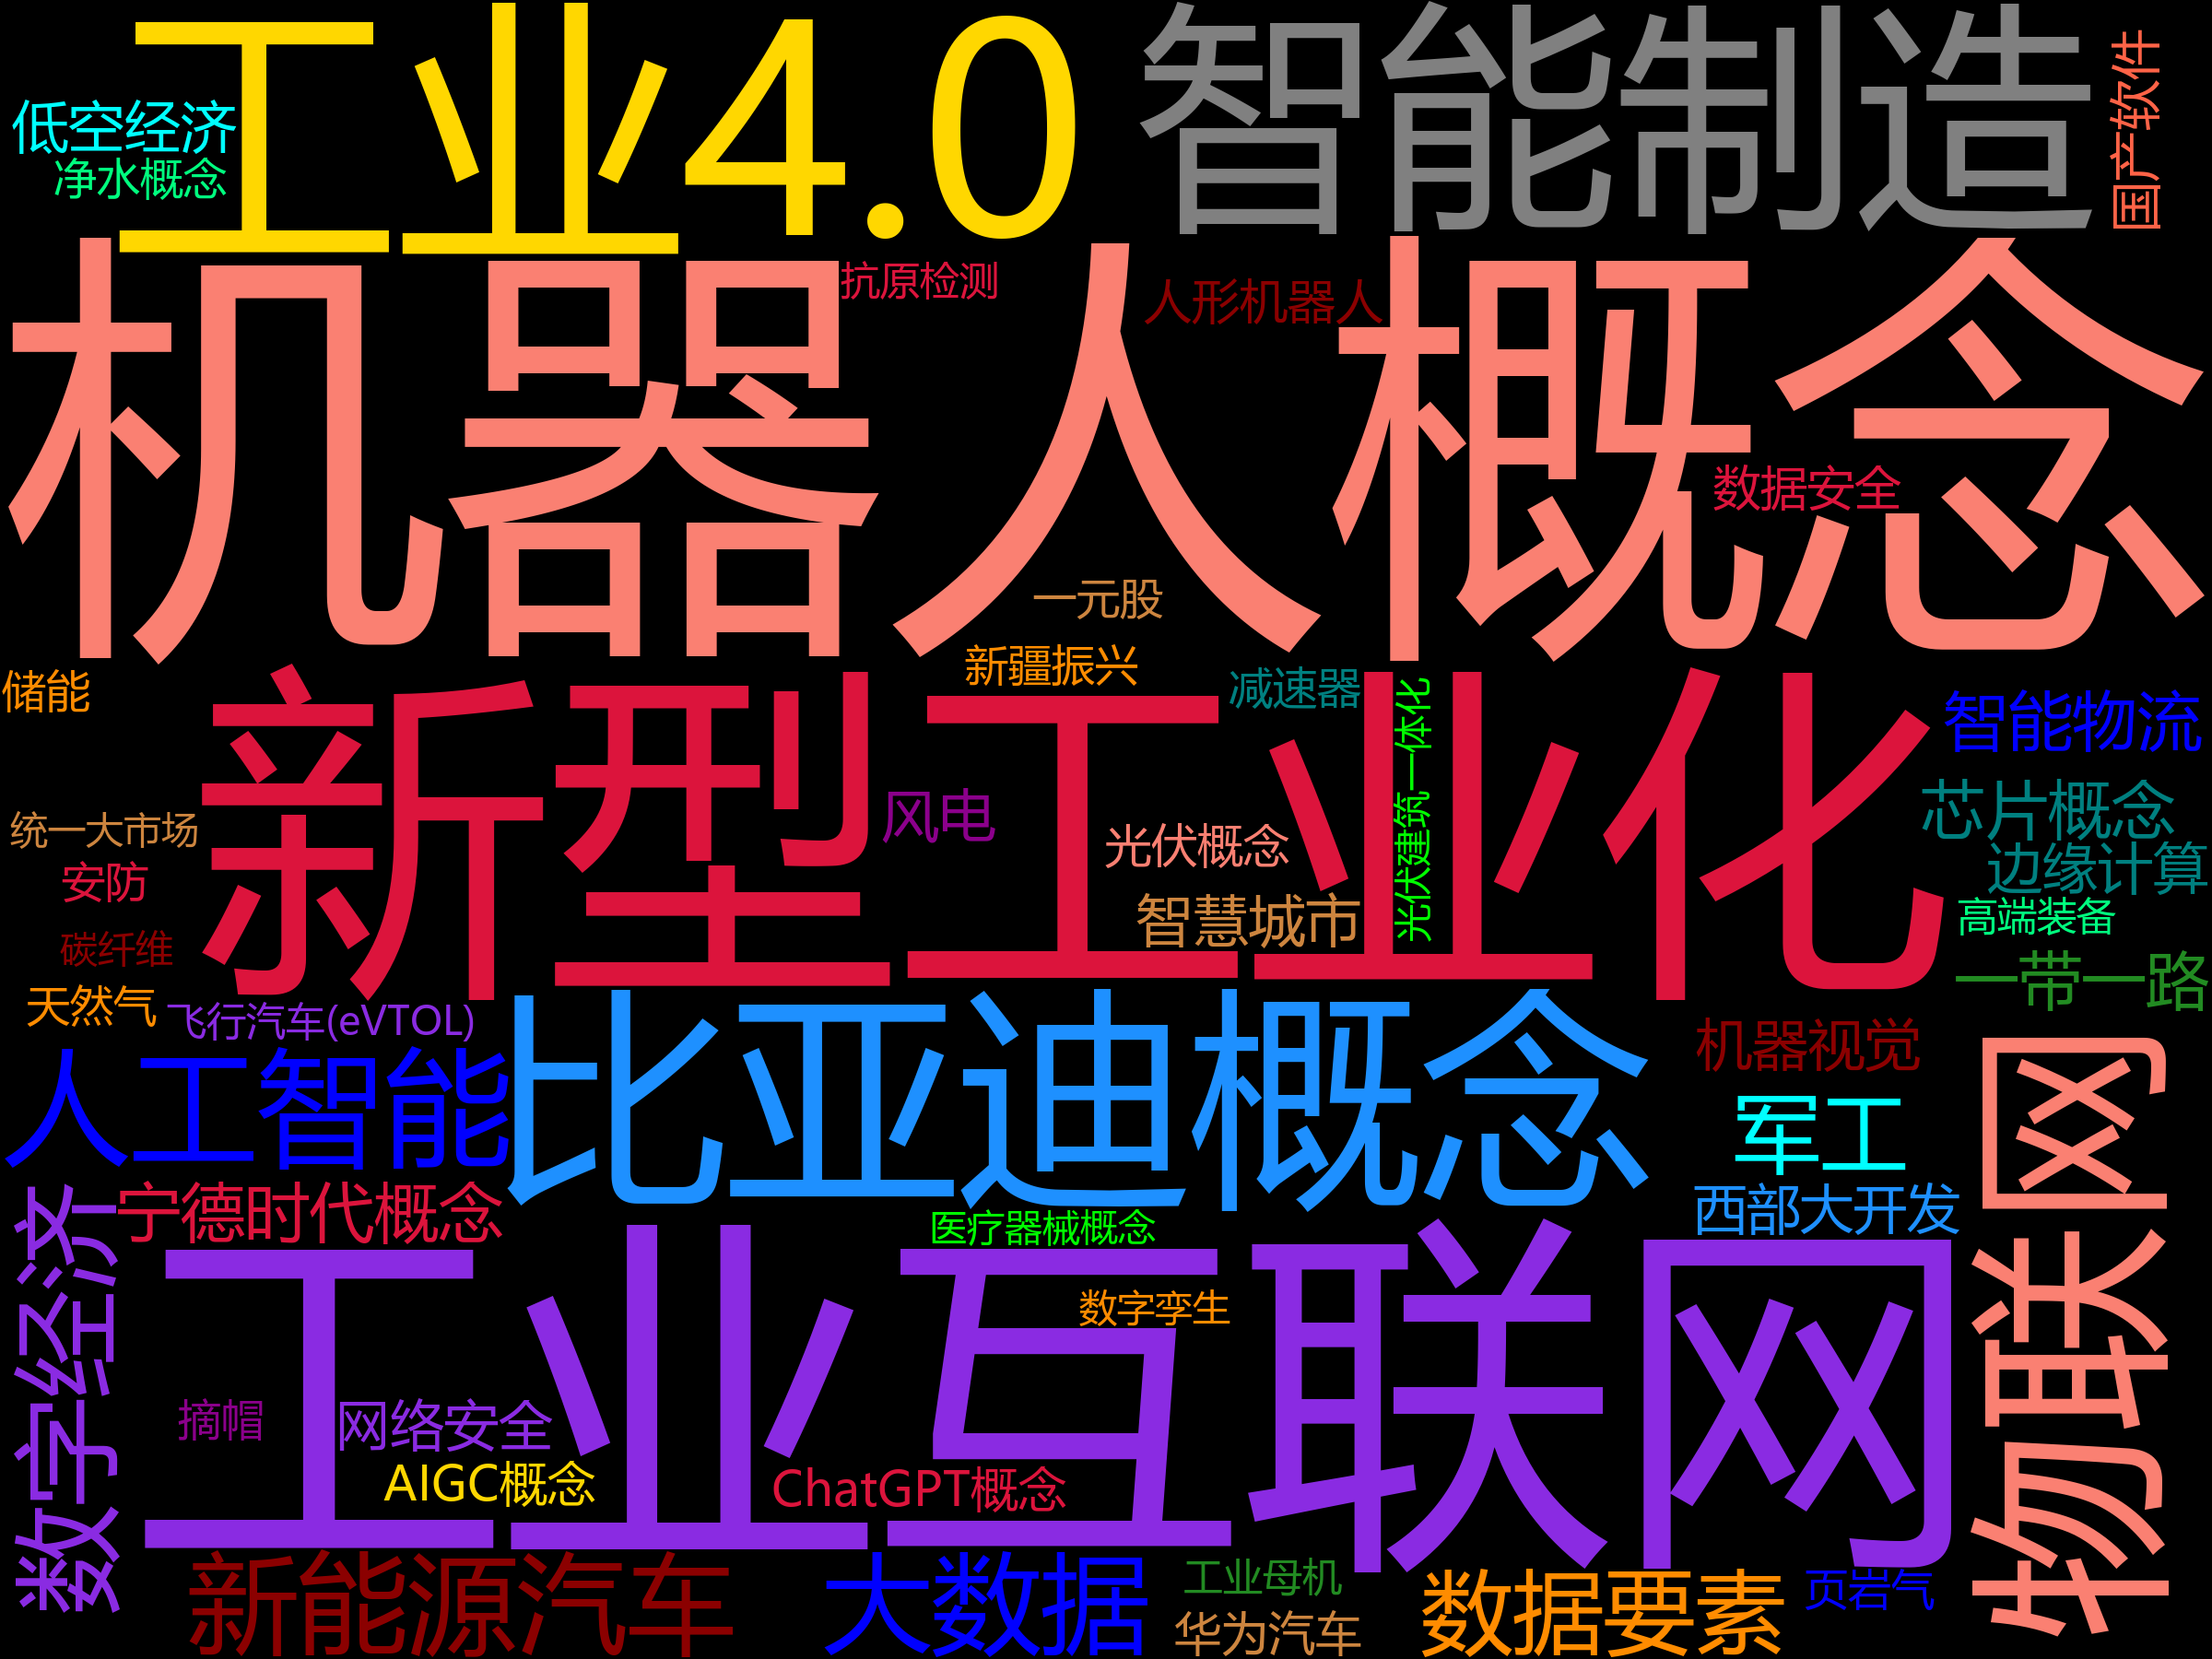 工业4.0
智能制造
国产软件
低空经济
净水概念
机器人概念
抗原检测
人形机器人
数据安全
一元股
新疆振兴
减速器
储能
新型工业化
智能物流
光伏建筑一体化
芯片概念
风电
统一大市场
光伏概念
边缘计算
安防
智慧城市
高端装备
碳纤维
一带一路
天然气
飞行汽车(eVTOL)
比亚迪概念
机器视觉
人工智能
军工
物联网
宁德时代概念
西部大开发
数字经济
医疗器械概念
工业互联网
数字孪生
摘帽
网络安全
AIGC概念
ChatGPT概念
新能源汽车
大数据
工业母机
数据要素
页岩气
华为汽车